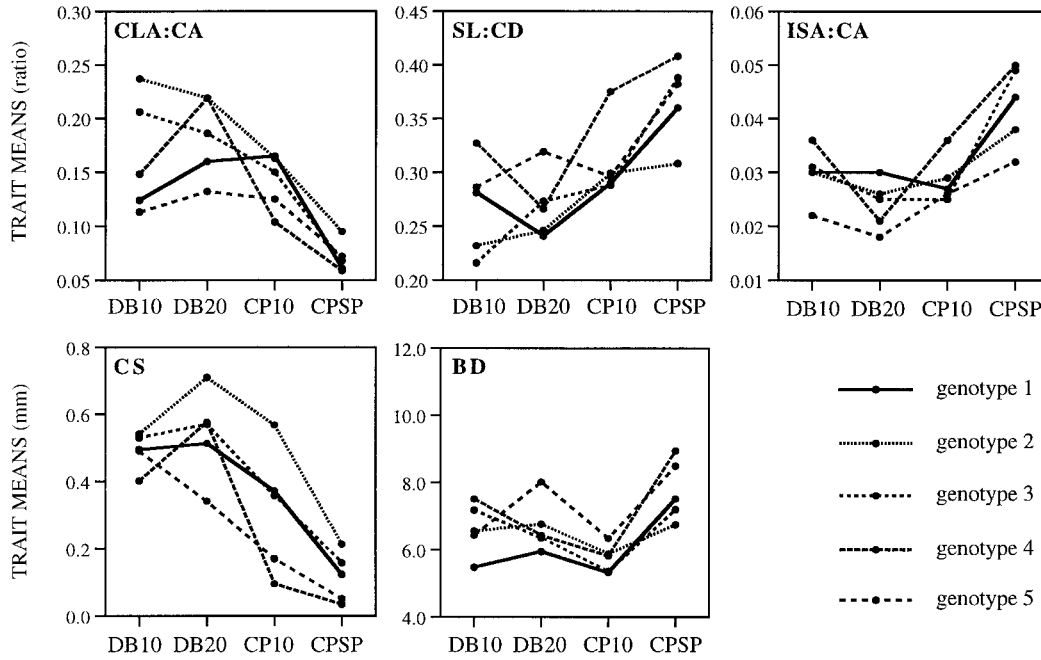 TRAIT MEANS (ratio)
CLA:CA
0.30
0.25
0.20
0.15
0.10
0.05
DB10 DB20 CP10 CPSP
SL:CD
0.45
0.40
0.35
0.30
0.25
0.20
DB10 DB20 CP10 CPSP
ISA:CA
0.06
0.05
0.04
0.03
0.02
0.01
DB10 DB20 CP10 CPSP
TRAIT MEANS (mm)
CS
0.8
0.6
0.4
0.2
0.0
DB10 DB20 CP10 CPSP
BD
12.0
10.0
8.0
6.0
4.0
DB10 DB20 CP10 CPSP
genotype 1
genotype 2
genotype 3
genotype 4
genotype 5